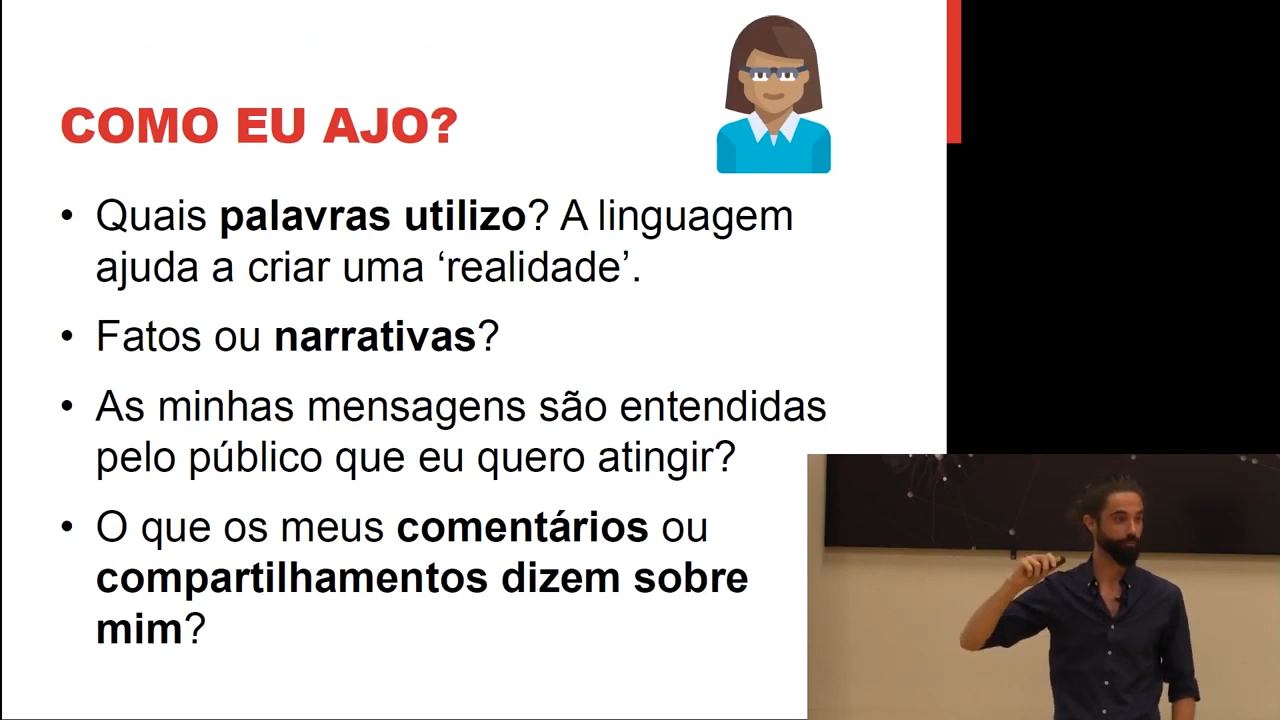 COMO EU AJO?
• Quais palavras utilizo? A linguagem
ajuda a criar uma ‘realidade’.
• Fatos ou narrativas?
• As minhas mensagens são entendidas
pelo público que eu quero atingir?
• O que os meus comentários ou
compartilhamentos dizem sobre
mim?